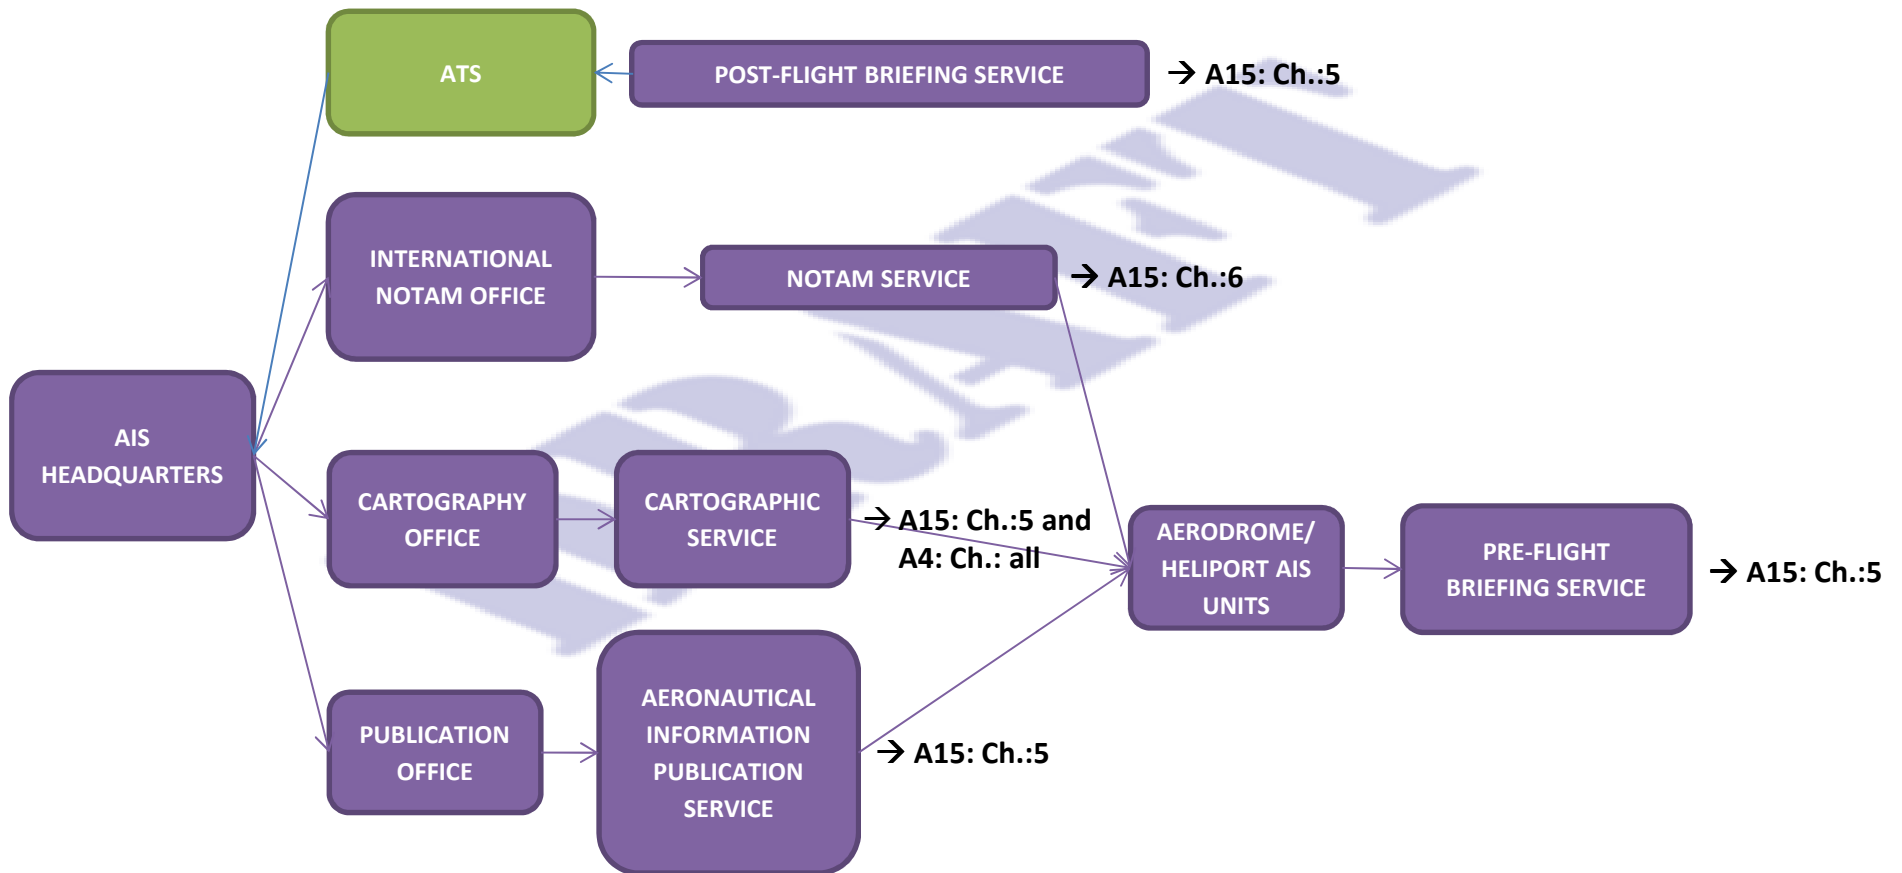 ATS
POST-FLIGHT BRIEFING SERVICE
→ A15: Ch.:5
INTERNATIONAL
NOTAM OFFICE
NOTAM SERVICE
→ A15: Ch.:6
AIS
HEADQUARTERS
CARTOGRAPHY
OFFICE
CARTOGRAPHIC
SERVICE
→ A15: Ch.:5 and
A4: Ch.: all
AERODROME/
HELIPORT AIS
UNITS
PRE-FLIGHT
BRIEFING SERVICE
→ A15: Ch.:5
PUBLICATION
OFFICE
AERONAUTICAL
INFORMATION
PUBLICATION
SERVICE
→ A15: Ch.:5
DRAFT